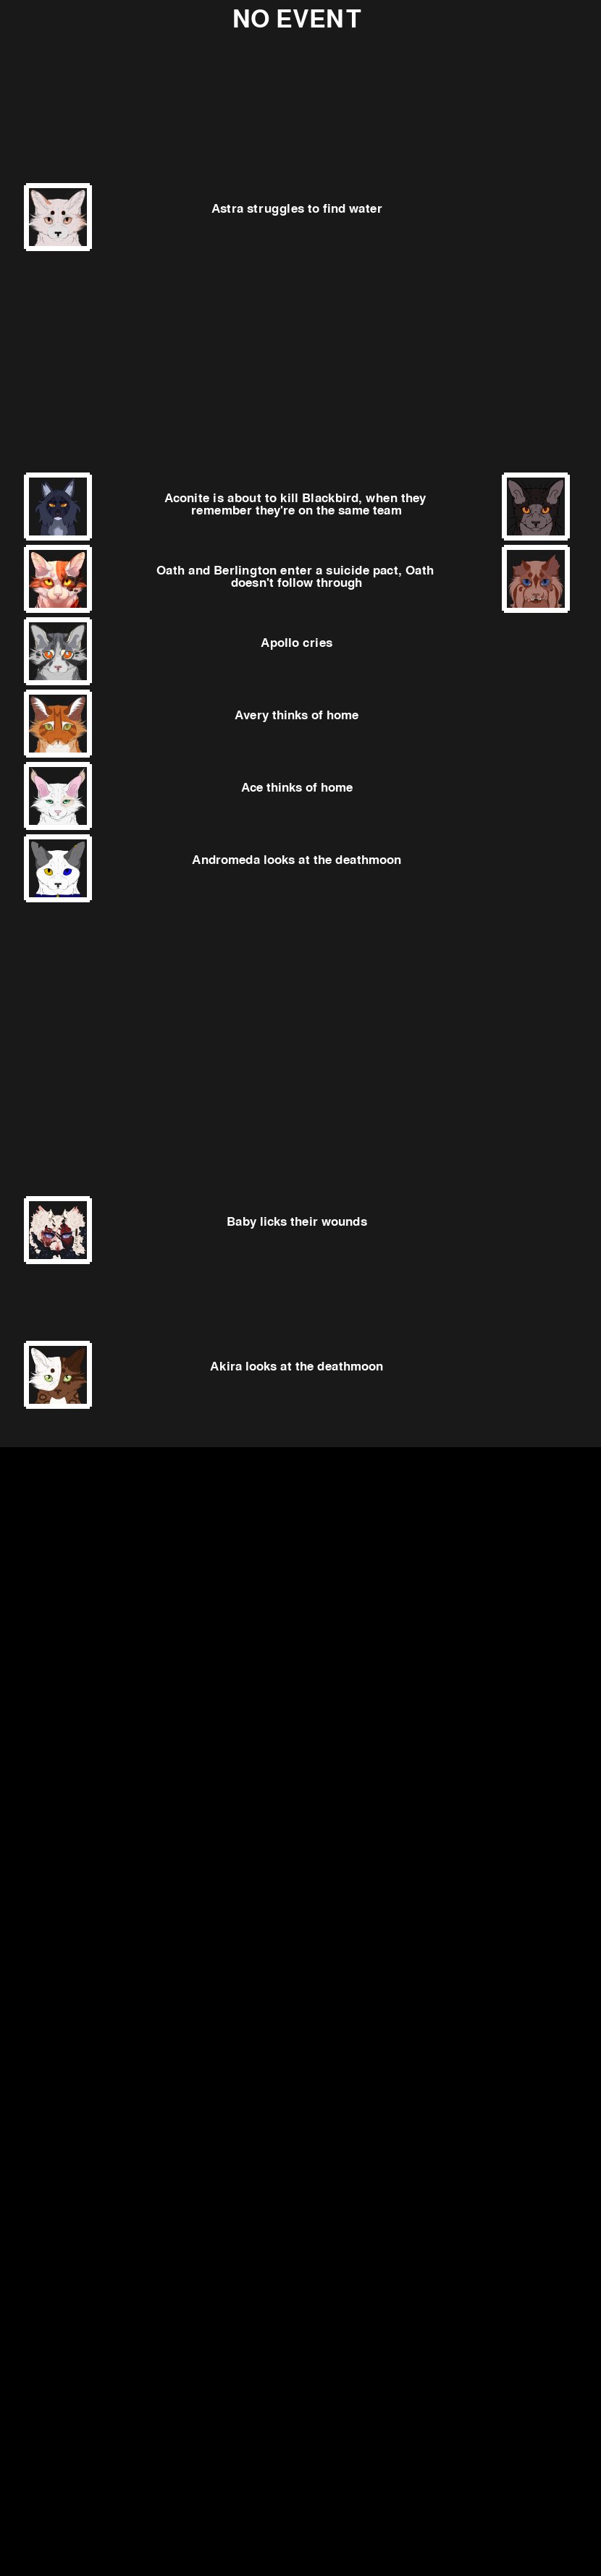 NO EVENT
Astra struggles to find water
Aconite is about to kill Blackbird, when they
remember they're on the same team
Oath and Berlington enter a suicide pact, Oath
doesn't follow through
Apollo cries
Avery thinks of home
Ace thinks of home
Andromeda looks at the deathmoon
Baby licks their wounds
Akira looks at the deathmoon